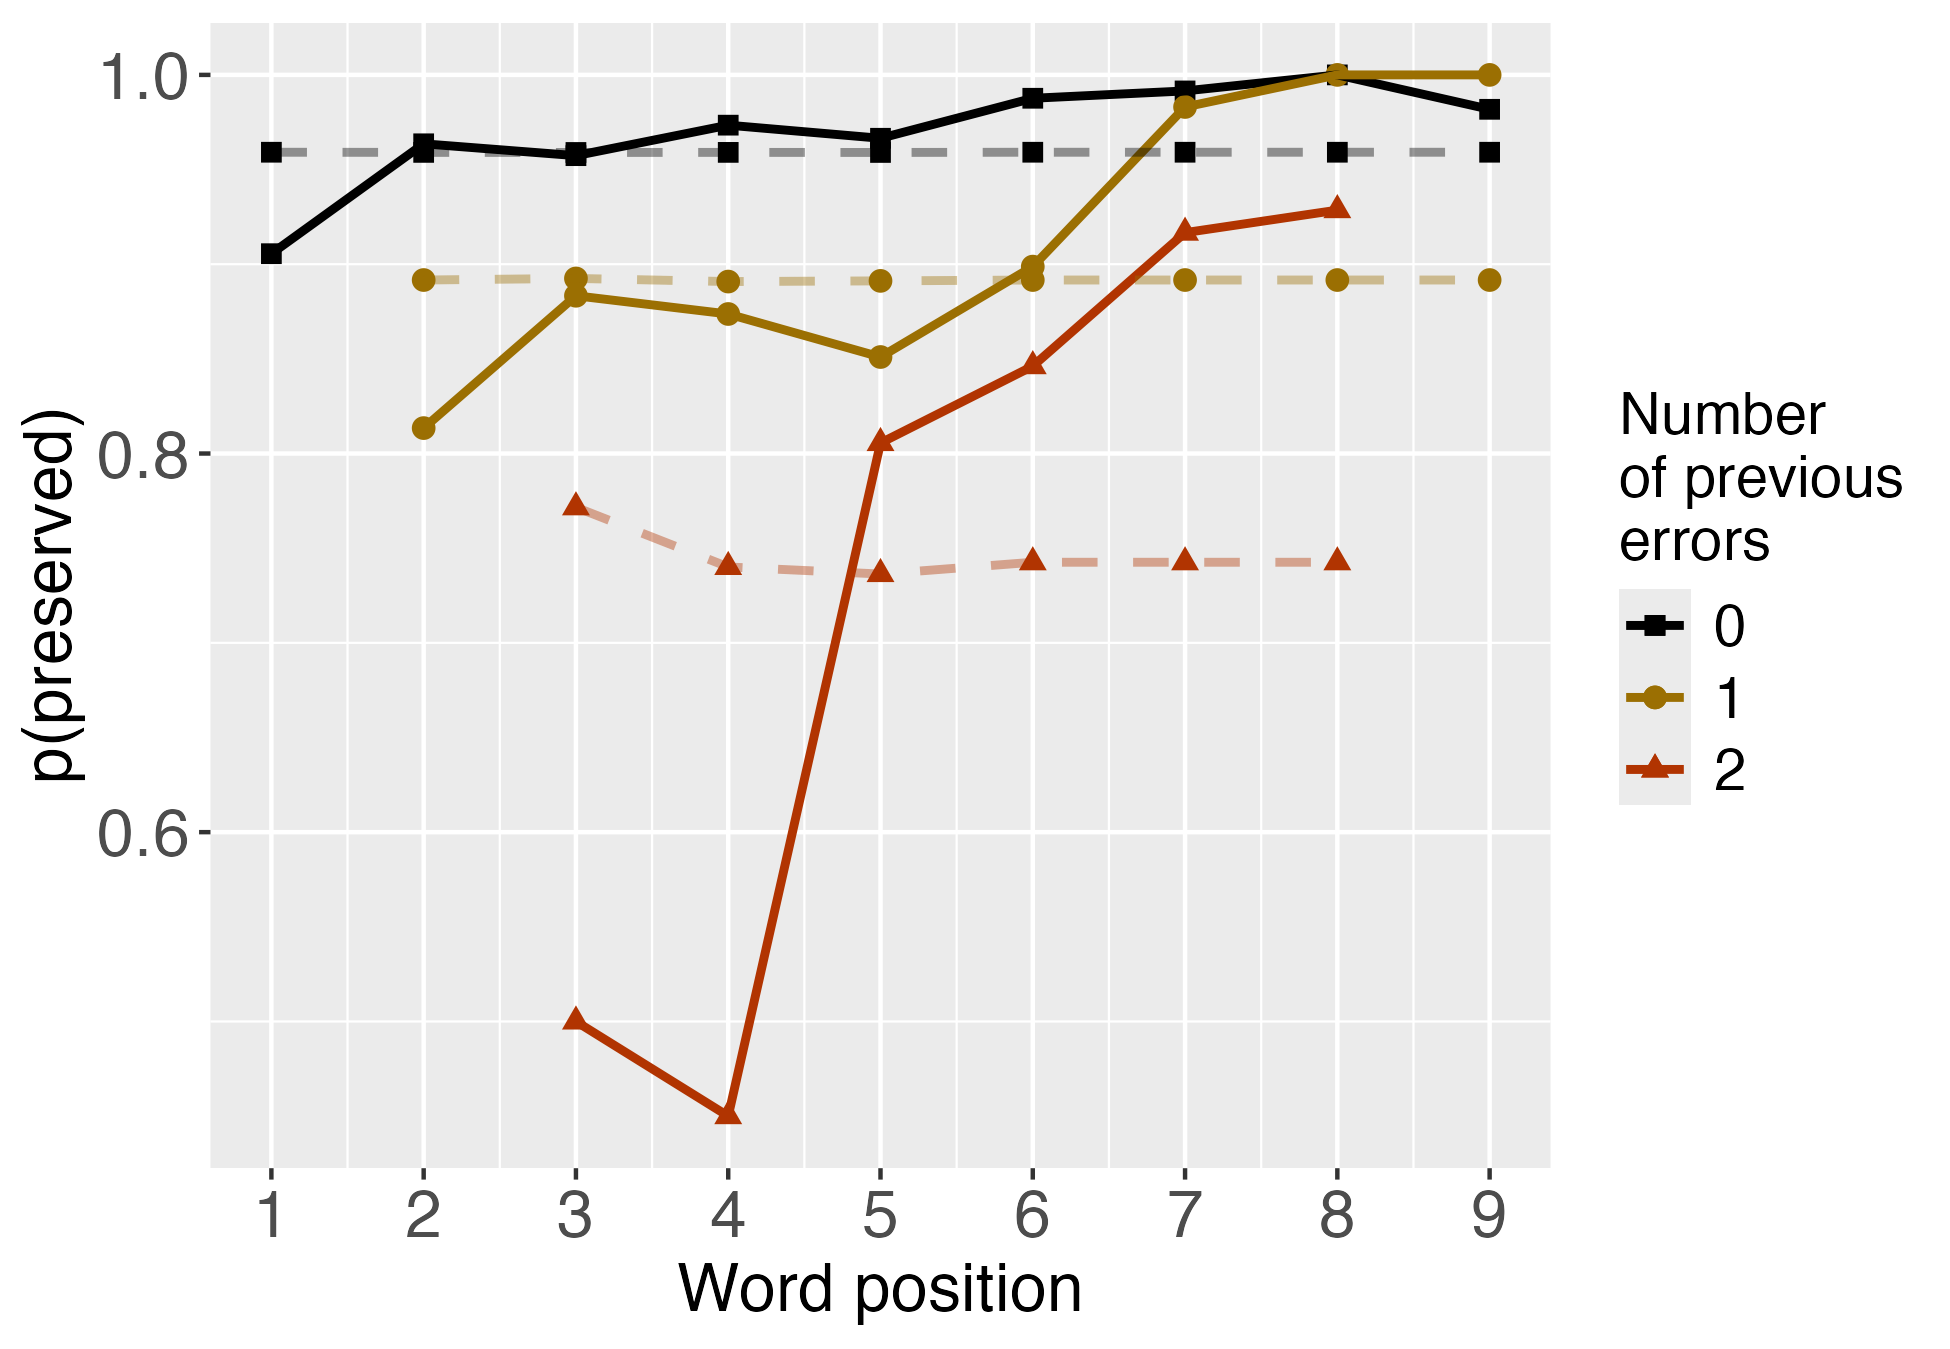 1.0
0.8
0.6
p(preserved)
1 2 3 4 5 6 7 8 9
Word position
Number
of previous
errors
0
1
2